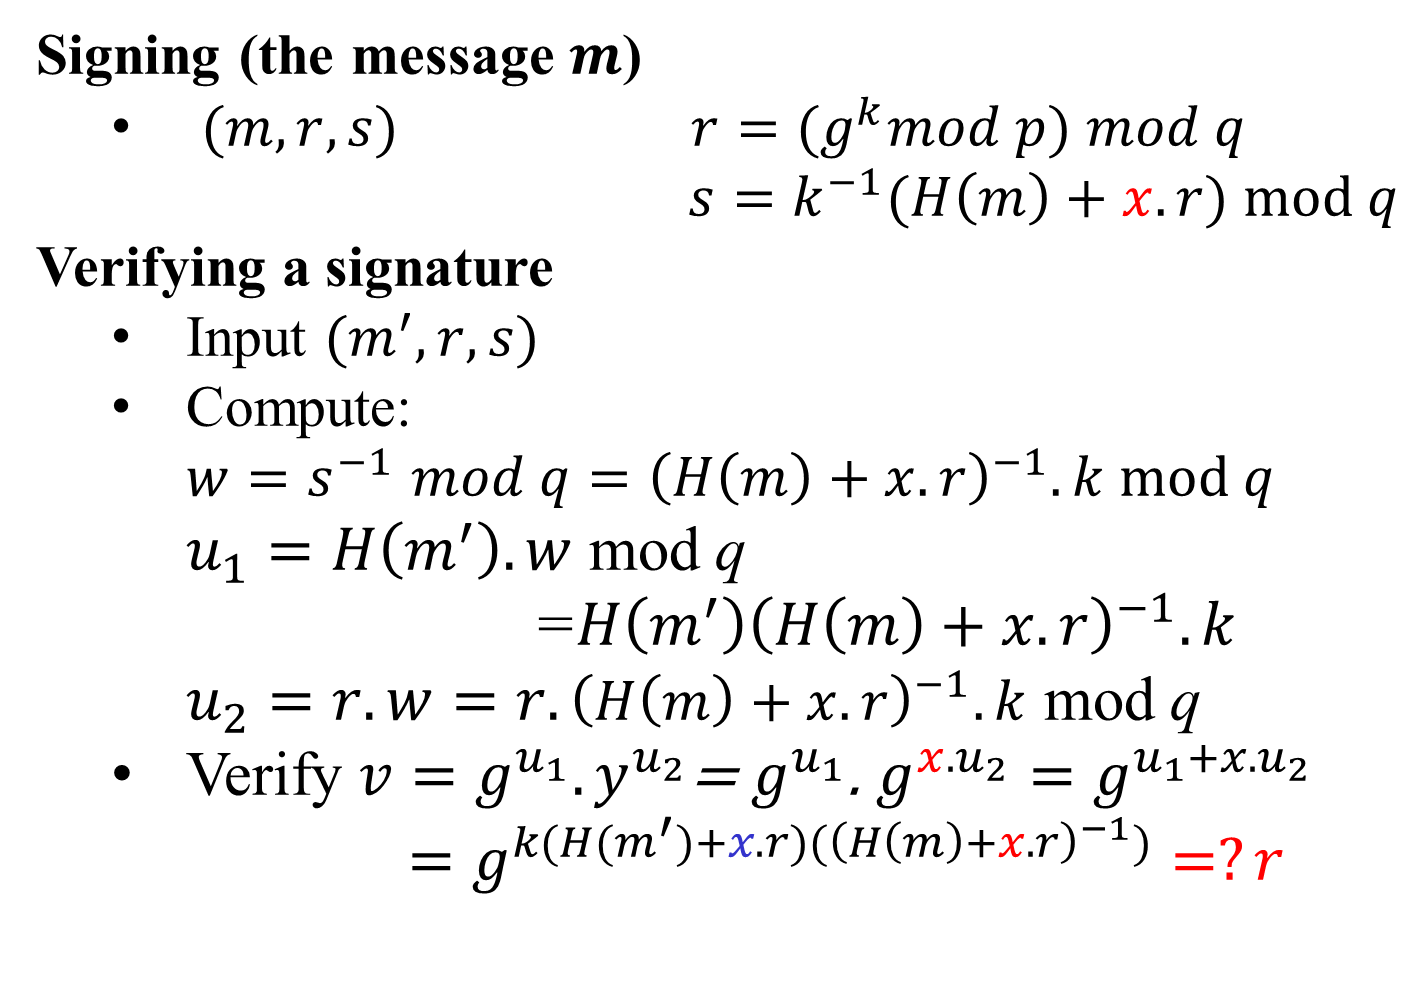 Signing (the message m)
• (m, r, s) r = (g^k mod p) mod q
s = k^{−1}(H(m) + x. r) mod q
Verifying a signature
• Input (m′, r, s)
• Compute:
w = s^{−1} mod q = (H(m) + x. r)^{−1}. k mod q
u_1 = H(m′). w mod q
=H(m′)(H(m) + x. r)^{−1}. k
u_2 = r. w = r. (H(m) + x. r)^{−1}. k mod q
• Verify v = g^{u_1}. y^{u_2} = g^{u_1}. g^{x.u_2} = g^{u_1+x.u_2}
= g^{k(H(m′)+x.r)((H(m)+x.r)^{−1})} =? r